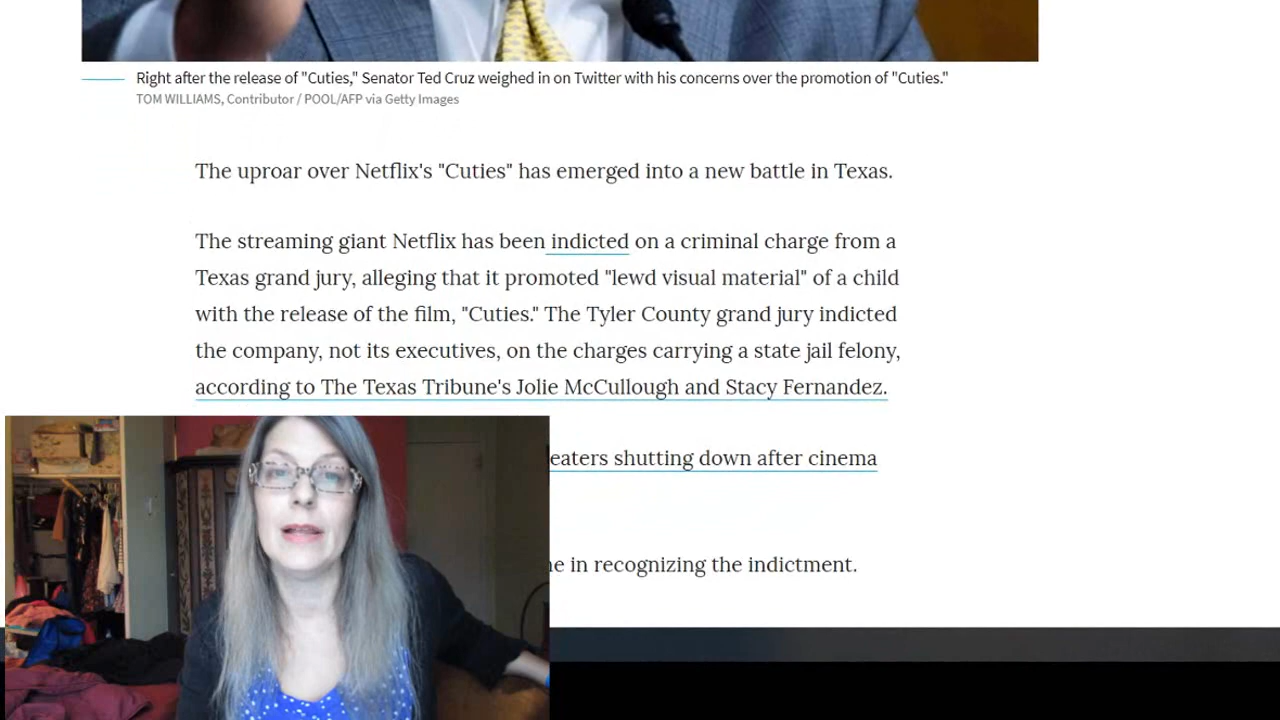 Right after the release of "Cuties," Senator Ted Cruz weighed in on Twitter with his concerns over the promotion of "Cuties."
TOM WILLIAMS, Contributor / POOL/AFP via Getty Images
The uproar over Netflix's "Cuties" has emerged into a new battle in Texas.
The streaming giant Netflix has been indicted on a criminal charge from a
Texas grand jury, alleging that it promoted "lewd visual material" of a child
with the release of the film, "Cuties." The Tyler County grand jury indicted
the company, not its executives, on the charges carrying a state jail felony,
according to The Texas Tribune's Jolie McCullough and Stacy Fernandez.
eaters shutting down after cinema
in recognizing the indictment.